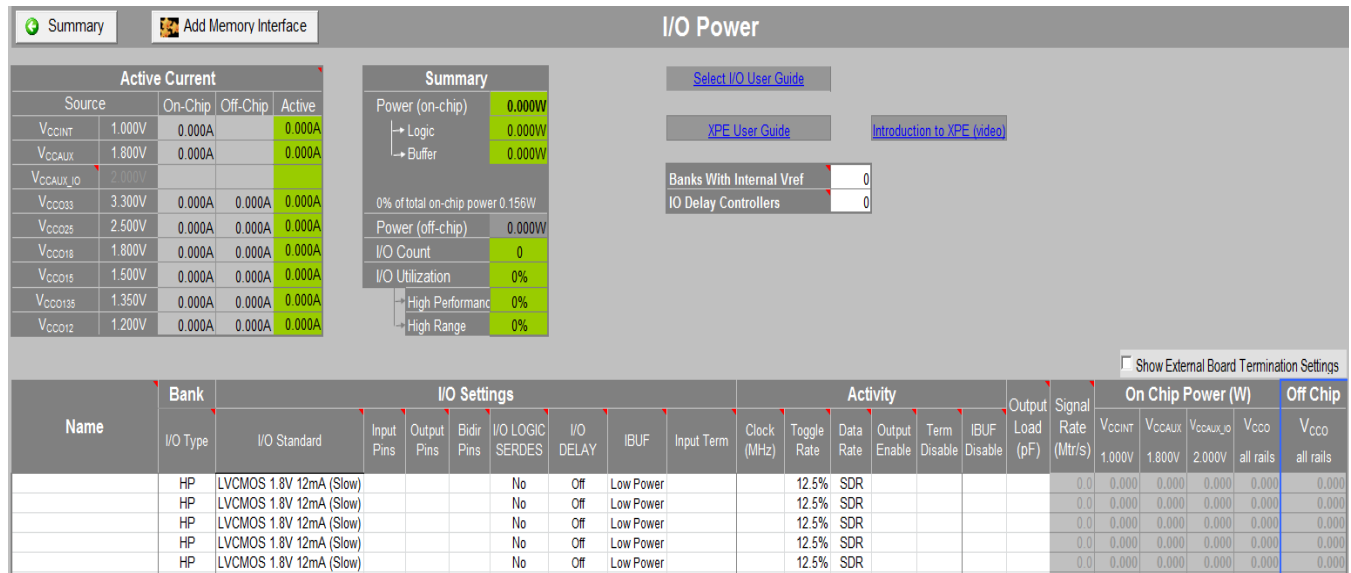 Summary Add Memory Interface I/O Power
Active Current
Source On-Chip Off-Chip Active
VCCINT 1.000V 0.000A 0.000A
VCCAUX 1.800V 0.000A 0.000A
VCCAUX_IO 2.000V
VCCO33 3.300V 0.000A 0.000A 0.000A
VCCO25 2.500V 0.000A 0.000A 0.000A
VCCO18 1.800V 0.000A 0.000A 0.000A
VCCO15 1.500V 0.000A 0.000A 0.000A
VCCO135 1.350V 0.000A 0.000A 0.000A
VCCO12 1.200V 0.000A 0.000A 0.000A
Summary
Power (on-chip) 0.000W
Logic 0.000W
Buffer 0.000W
0% of total on-chip power 0.156W
Power (off-chip) 0.000W
I/O Count 0
I/O Utilization 0%
High Performanc 0%
High Range 0%
Select I/O User Guide
XPE User Guide Introduction to XPE (video)
Banks With Internal Vref 0
IO Delay Controllers 0
Show External Board Termination Settings
Name
Bank
I/O Type
I/O Settings
I/O Standard
Input
Pins
Output
Pins
Bidir
Pins
I/O LOGIC
SERDES
I/O
DELAY
IBUF
Input Term
Activity
Clock
(MHz)
Toggle
Rate
Data
Rate
Output
Enable
Term
Disable
IBUF
Disable
Output
Load
(pF)
Signal
Rate
(Mtr/s)
On Chip Power (W)
VCCINT
1.000V
VCCAUX
1.800V
VCCAUX_IO
2.000V
VCCO
all rails
Off Chip
VCCO
all rails
HP LVCMOS 1.8V 12mA (Slow) No Off Low Power 12.5% SDR 0.0 0.000 0.000 0.000 0.000 0.000
HP LVCMOS 1.8V 12mA (Slow) No Off Low Power 12.5% SDR 0.0 0.000 0.000 0.000 0.000 0.000
HP LVCMOS 1.8V 12mA (Slow) No Off Low Power 12.5% SDR 0.0 0.000 0.000 0.000 0.000 0.000
HP LVCMOS 1.8V 12mA (Slow) No Off Low Power 12.5% SDR 0.0 0.000 0.000 0.000 0.000 0.000
HP LVCMOS 1.8V 12mA (Slow) No Off Low Power 12.5% SDR 0.0 0.000 0.000 0.000 0.000 0.000